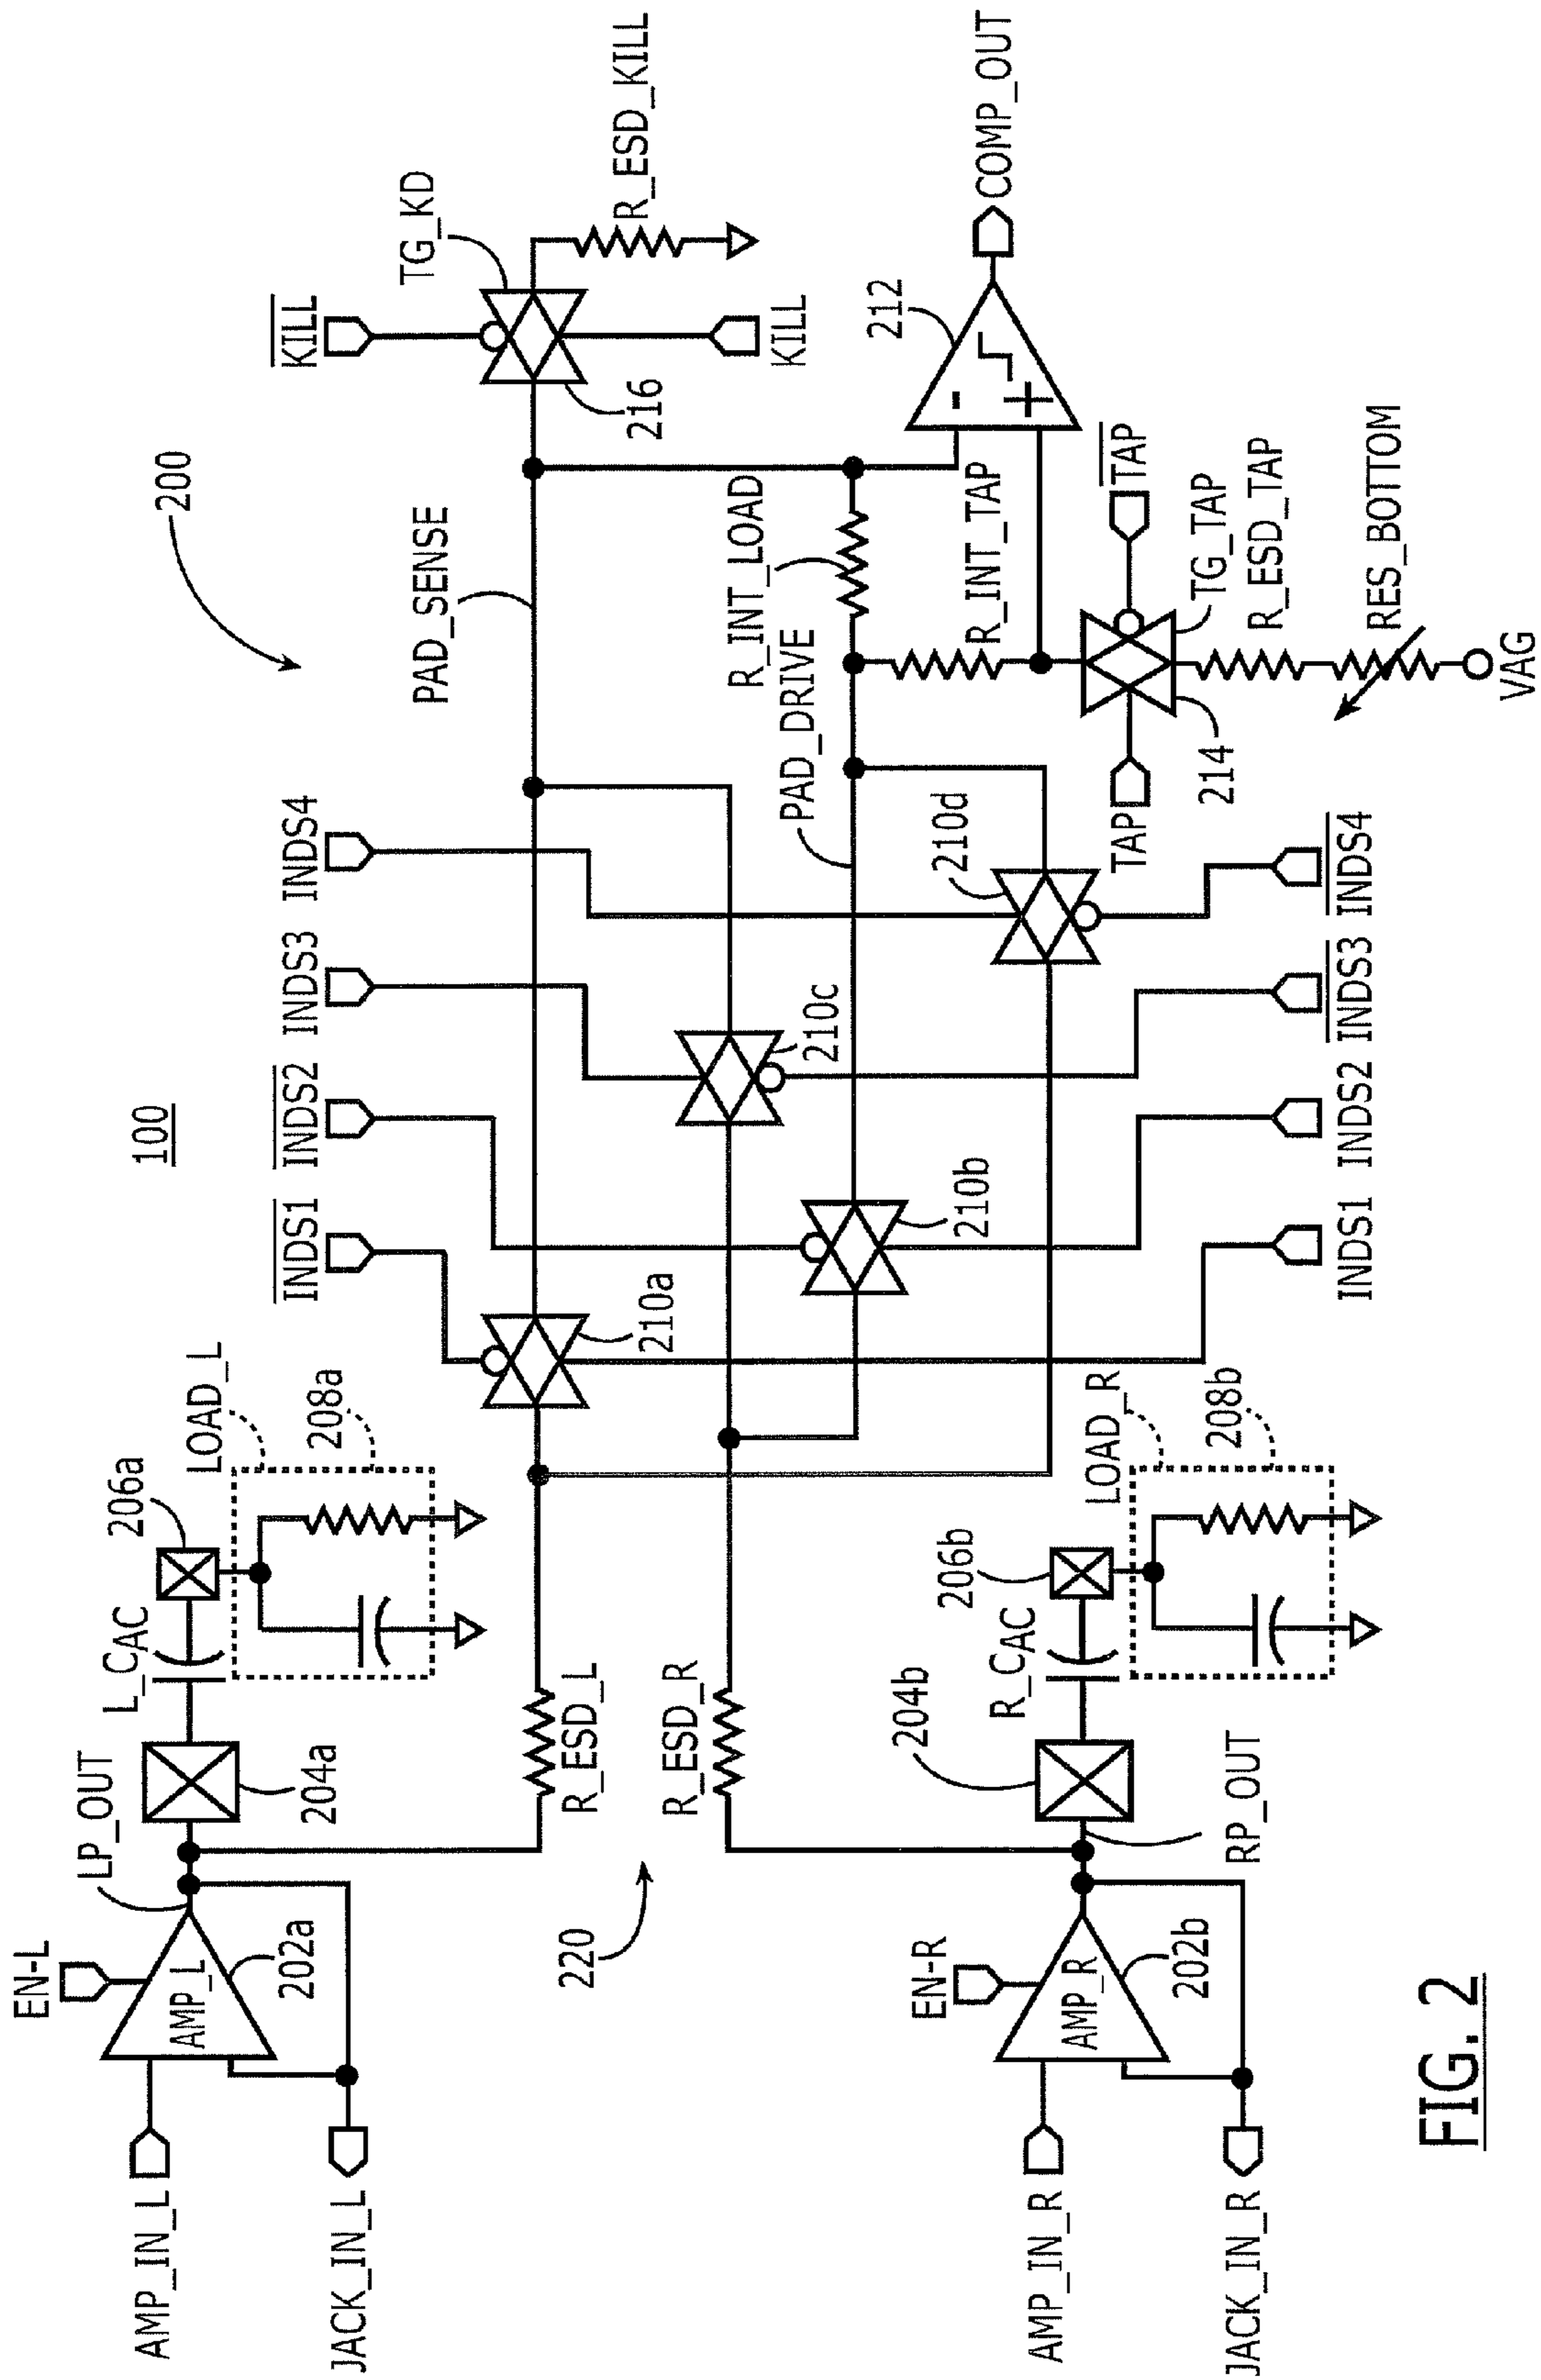 100
200
EN-L
LP_OUT
L_CAC
206a
LOAD_L
208a
AMP_IN_L
AMP_L
202a
204a
JACK_IN_L
R_ESD_L
220
R_ESD_R
INDS1
INDS2
INDS3
INDS4
210a
210b
210c
210d
PAD_SENSE
PAD_DRIVE
KILL
TG_KD
R_ESD_KILL
216
KILL
R_INT_LOAD
R_INT_TAP
212
COMP_OUT
TAP
TAP
214
TG_TAP
R_ESD_TAP
RES_BOTTOM
VAG
EN-R
204b
R_CAC
206b
LOAD_R
208b
AMP_IN_R
AMP_R
202b
RP_OUT
JACK_IN_R
INDS1
INDS2
INDS3
INDS4
FIG. 2